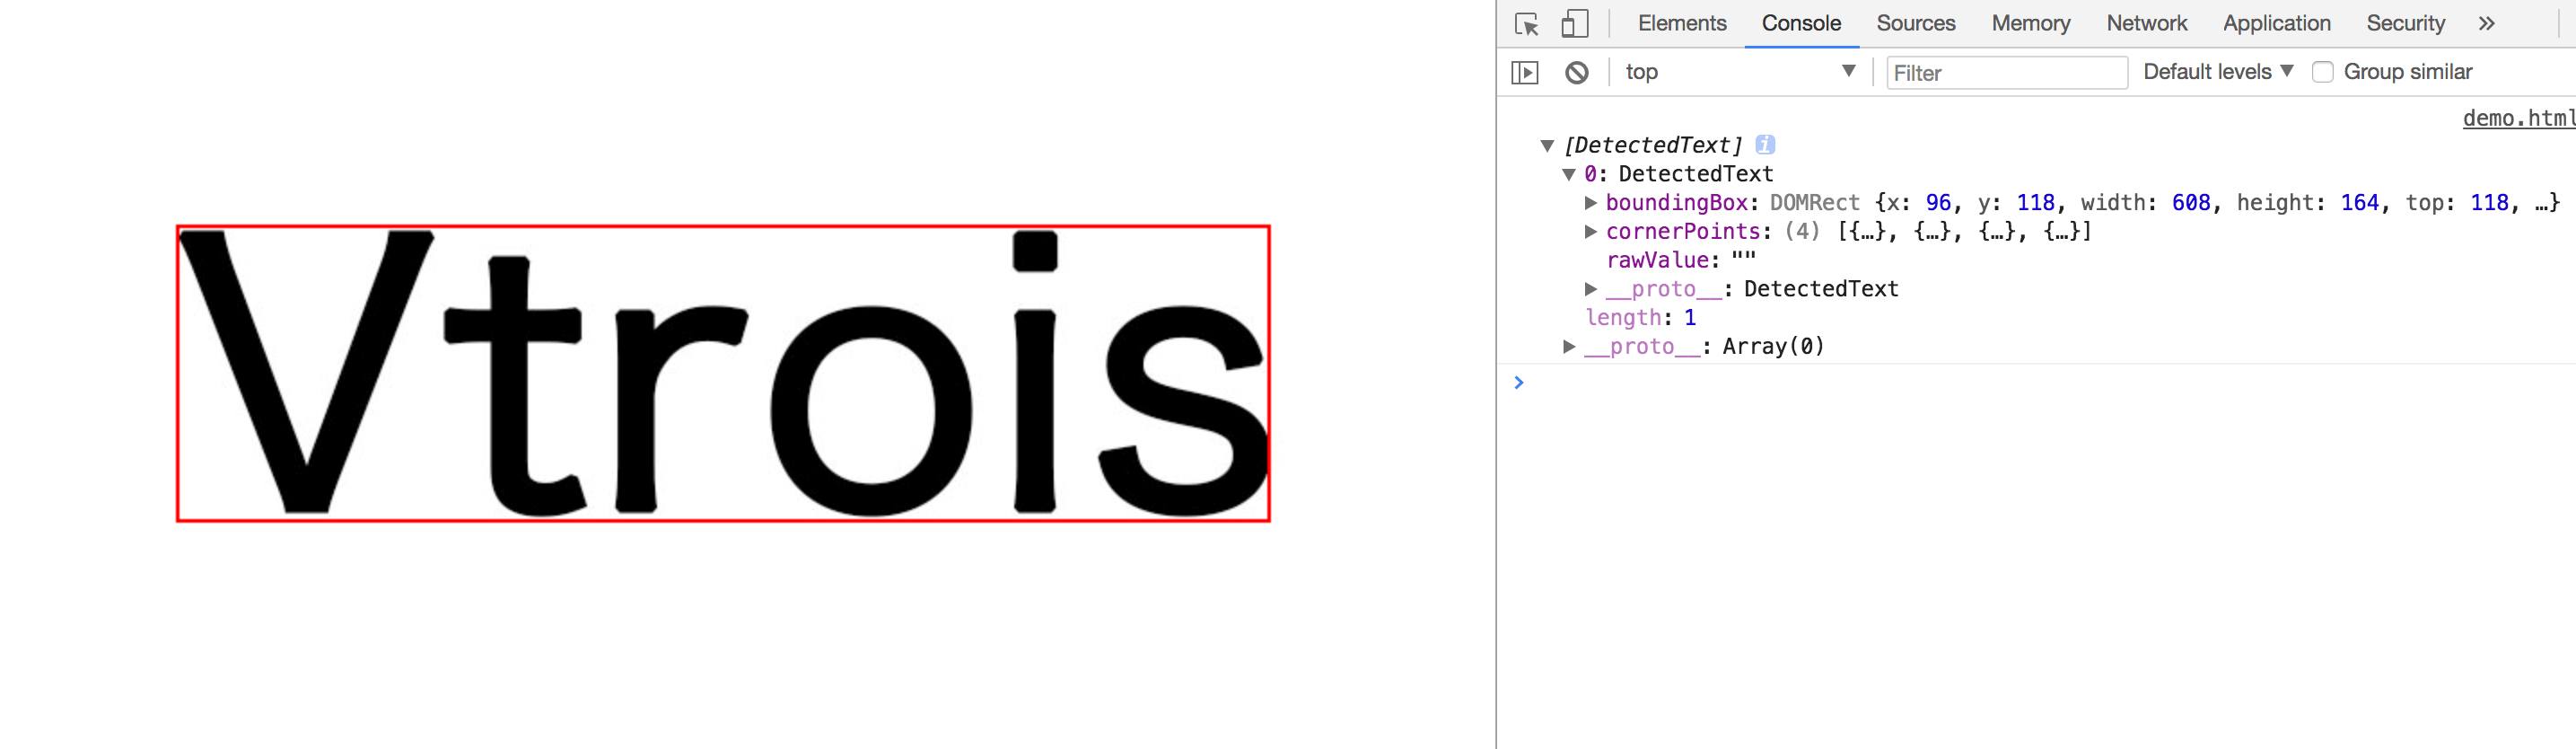 Vtrois
Elements Console Sources Memory Network Application Security »
top Filter Default levels Group similar
demo.html
[DetectedText] i
0: DetectedText
boundingBox: DOMRect {x: 96, y: 118, width: 608, height: 164, top: 118, …}
cornerPoints: (4) [{…}, {…}, {…}, {…}]
rawValue: ""
__proto__: DetectedText
length: 1
__proto__: Array(0)